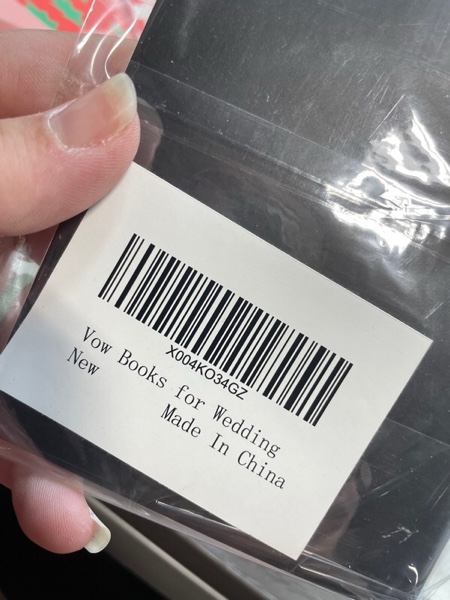 X004KO34GZ
Vow Books for Wedding
New
Made In China